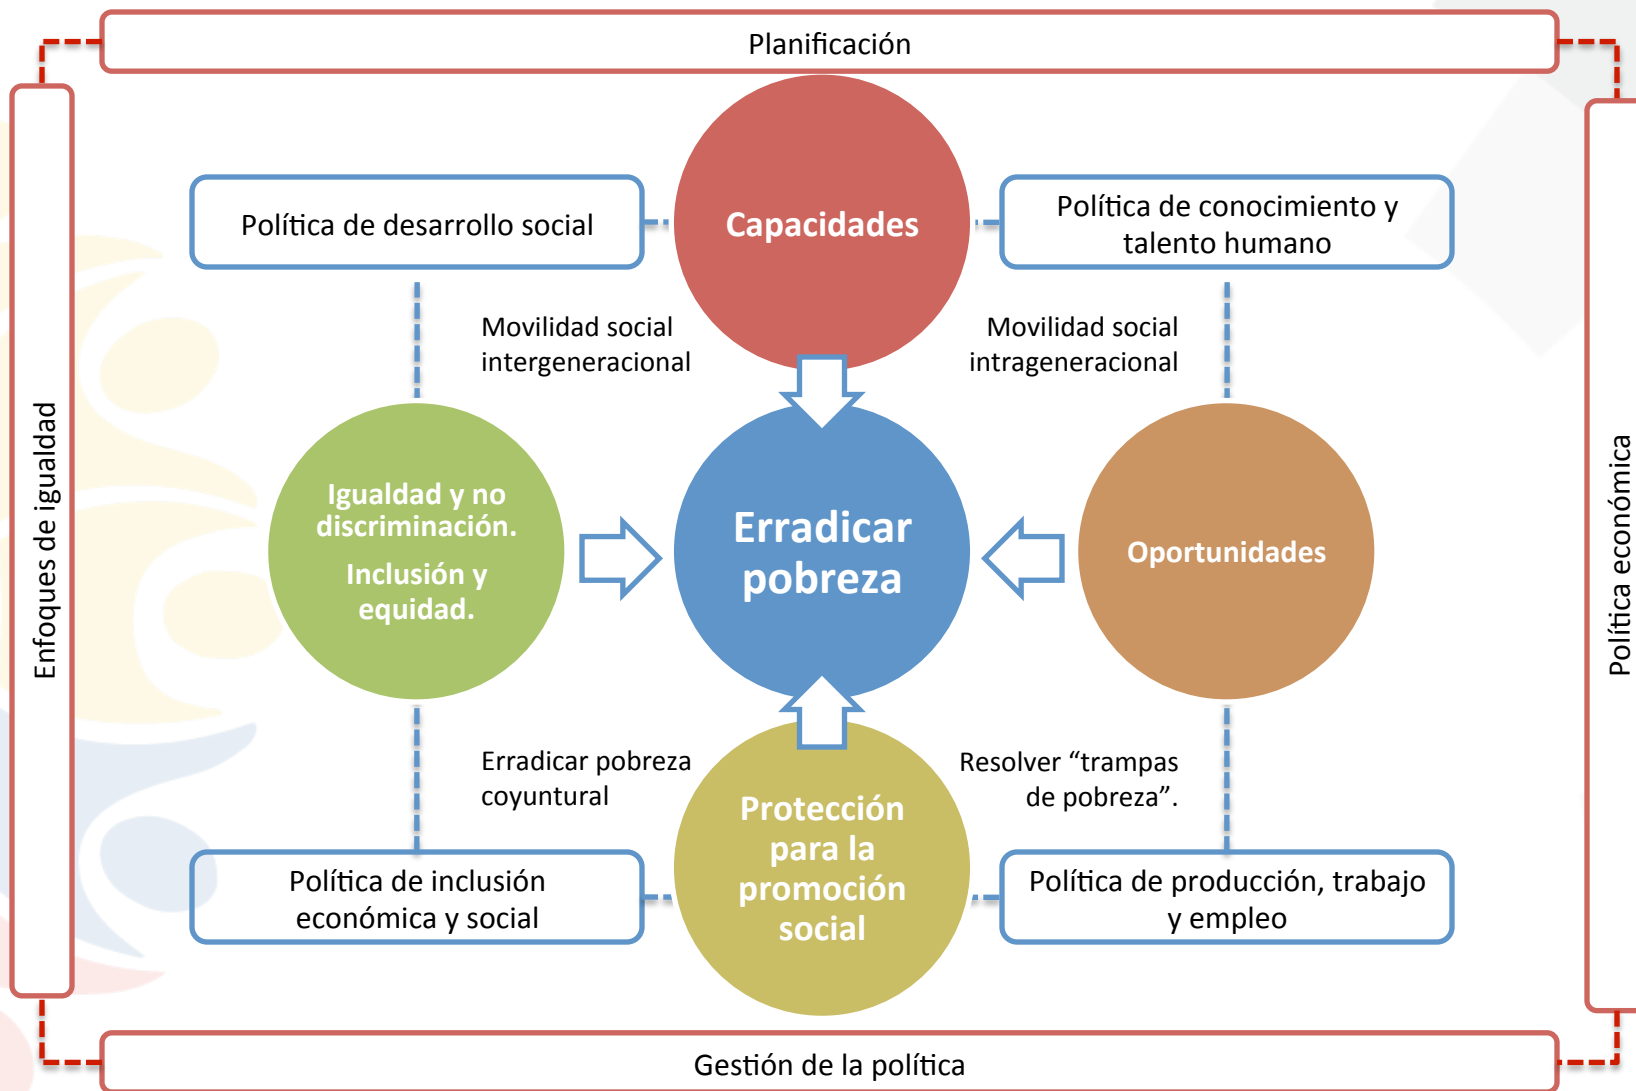 Planificación
Capacidades
Política de desarrollo social
Política de conocimiento y
talento humano
Movilidad social
intergeneracional
Movilidad social
intrageneracional
Enfoques de igualdad
Igualdad y no
discriminación.
Inclusión y
equidad.
Erradicar
pobreza
Oportunidades
Política económica
Erradicar pobreza
coyuntural
Resolver “trampas
de pobreza”.
Protección
para la
promoción
social
Política de inclusión
económica y social
Política de producción, trabajo
y empleo
Gestión de la política